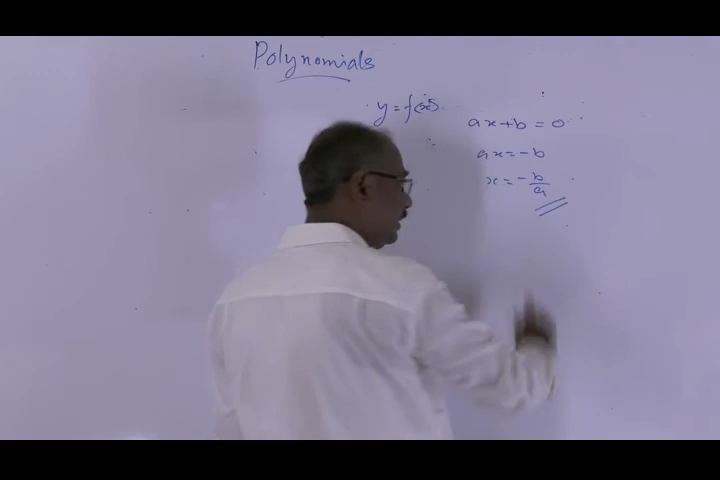 Polynomials
y = f(x)
ax + b = 0
ax = - b
x = - b/a